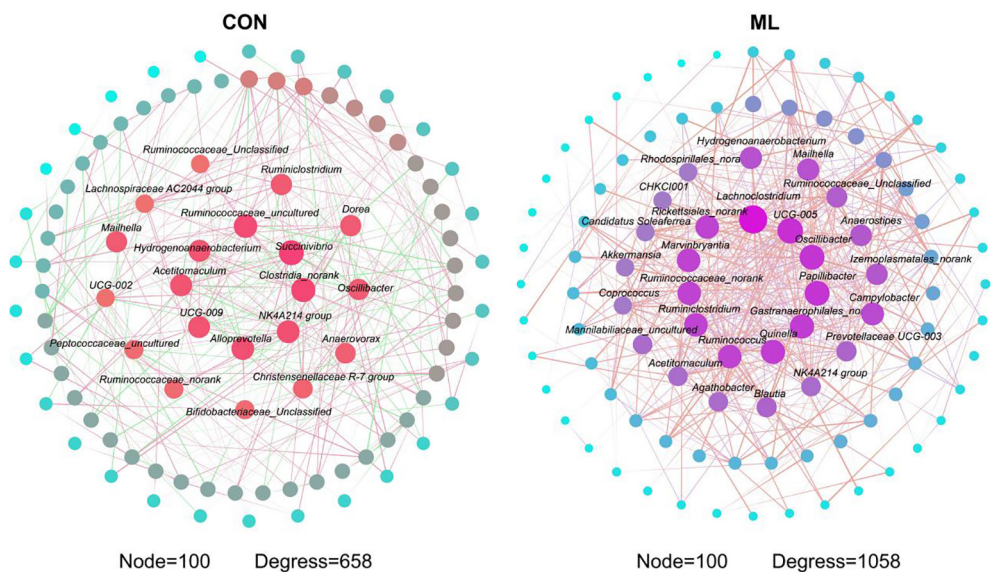 CON
Ruminococcaceae_Unclassified
Ruminiclostridium
Lachnospiraceae AC2044 group
Ruminococcaceae_uncultured
Dorea
Mailhella
Hydrogenoanaerobacterium
Succinivibrio
Acetitomaculum
Clostridia_norank
UCG-002
Oscillibacter
UCG-009
NK4A214 group
Peptococcaceae_uncultured
Alloprevotella
Anaerovorax
Ruminococcaceae_norank
Christensenellaceae R-7 group
Bifidobacteriaceae_Unclassified
Node=100 Degress=658
ML
Hydrogenoanaerobacterium
Rhodospirillales_nora
Mailhella
CHKCI001
Lachnoclostridium
Ruminococcaceae_Unclassified
Candidatus Soleaferrea
Rickettsiales_norank
UCG-005
Anaerostipes
Marvinbryantia
Oscillibacter
Akkermansia
Izemoplasmatales_norank
Ruminococcaceae_norank
Papillibacter
Coprococcus
Campylobacter
Ruminiclostridium
Gastranaerophilales_no
Marinilabiliaceae_uncultured
Ruminococcus
Quinella
Prevotellaceae UCG-003
Acetitomaculum
NK4A214 group
Agathobacter
Blautia
Node=100 Degress=1058